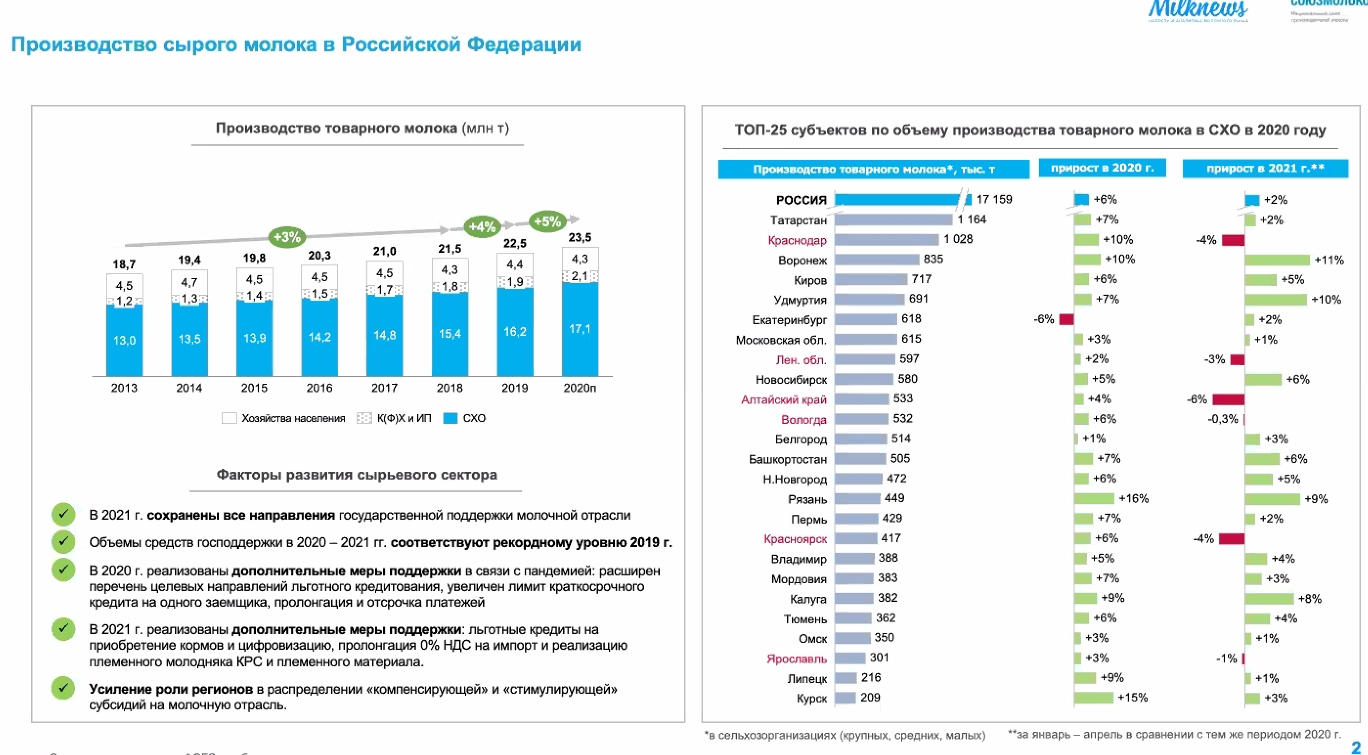 Milknews
СОЮЗМОЛОКО
Производство сырого молока в Российской Федерации
Производство товарного молока (млн т)
+3% +4% +5%
18,7 19,4 19,8 20,3 21,0 21,5 22,5 23,5
4,5 4,7 4,5 4,5 4,5 4,3 4,4 4,3
1,2 1,3 1,4 1,5 1,7 1,8 1,9 2,1
13,0 13,5 13,9 14,2 14,8 15,4 16,2 17,1
2013 2014 2015 2016 2017 2018 2019 2020п
Хозяйства населения К(Ф)Х и ИП СХО
Факторы развития сырьевого сектора
В 2021 г. сохранены все направления государственной поддержки молочной отрасли
Объемы средств господдержки в 2020 – 2021 гг. соответствуют рекордному уровню 2019 г.
В 2020 г. реализованы дополнительные меры поддержки в связи с пандемией: расширен
перечень целевых направлений льготного кредитования, увеличен лимит краткосрочного
кредита на одного заемщика, пролонгация и отсрочка платежей
В 2021 г. реализованы дополнительные меры поддержки: льготные кредиты на
приобретение кормов и цифровизацию, пролонгация 0% НДС на импорт и реализацию
племенного молодняка КРС и племенного материала.
Усиление роли регионов в распределении «компенсирующей» и «стимулирующей»
субсидий на молочную отрасль.
ТОП-25 субъектов по объему производства товарного молока в СХО в 2020 году
Производство товарного молока*, тыс. т прирост в 2020 г. прирост в 2021 г.**
РОССИЯ 17 159 +6% +2%
Татарстан 1 164 +7% +2%
Краснодар 1 028 +10% -4%
Воронеж 835 +10% +11%
Киров 717 +6% +5%
Удмуртия 691 +7% +10%
Екатеринбург 618 -6% +2%
Московская обл. 615 +3% +1%
Лен. обл. 597 +2% -3%
Новосибирск 580 +5% +6%
Алтайский край 533 +4% -6%
Вологда 532 +6% -0,3%
Белгород 514 +1% +3%
Башкортостан 505 +7% +6%
Н.Новгород 472 +6% +5%
Рязань 449 +16% +9%
Пермь 429 +7% +2%
Красноярск 417 +6% -4%
Владимир 388 +5% +4%
Мордовия 383 +7% +3%
Калуга 382 +9% +8%
Тюмень 362 +6% +4%
Омск 350 +3% +1%
Ярославль 301 +3% -1%
Липецк 216 +9% +1%
Курск 209 +15% +3%
*в сельхозорганизациях (крупных, средних, малых) **за январь – апрель в сравнении с тем же периодом 2020 г.
2